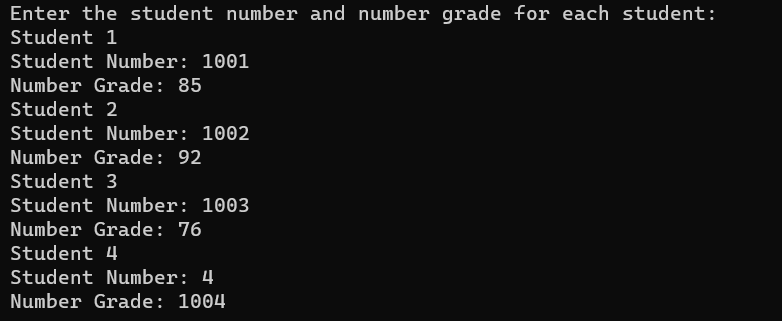 Enter the student number and number grade for each student:
Student 1
Student Number: 1001
Number Grade: 85
Student 2
Student Number: 1002
Number Grade: 92
Student 3
Student Number: 1003
Number Grade: 76
Student 4
Student Number: 4
Number Grade: 1004